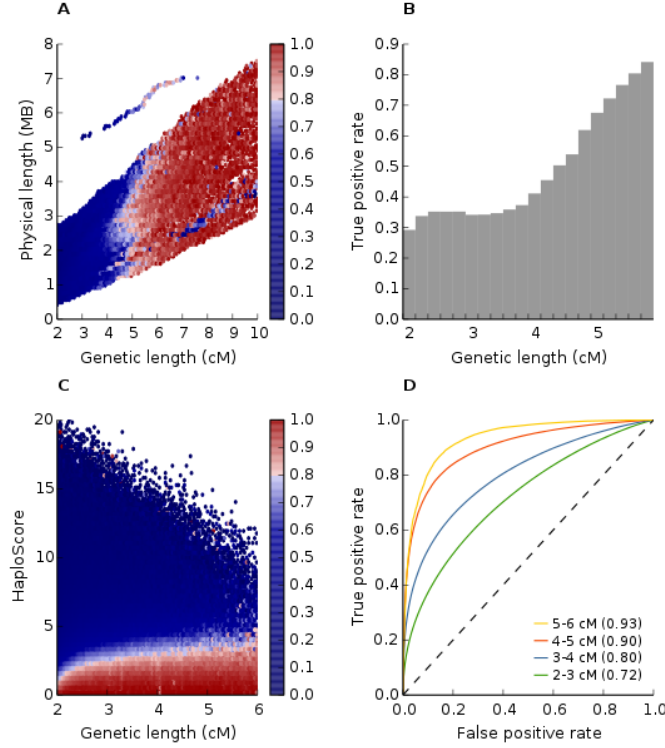 A
8
7
6
5
4
3
2
1
0
Physical length (MB)
2 3 4 5 6 7 8 9 10
Genetic length (cM)
1.0
0.9
0.8
0.7
0.6
0.5
0.4
0.3
0.2
0.1
0.0
B
0.9
0.8
0.7
0.6
0.5
0.4
0.3
0.2
0.1
0.0
True positive rate
2 3 4 5
Genetic length (cM)
C
20
15
10
5
0
HaploScore
2 3 4 5 6
Genetic length (cM)
1.0
0.9
0.8
0.7
0.6
0.5
0.4
0.3
0.2
0.1
0.0
D
1.0
0.8
0.6
0.4
0.2
0.0
True positive rate
5-6 cM (0.93)
4-5 cM (0.90)
3-4 cM (0.80)
2-3 cM (0.72)
0.0 0.2 0.4 0.6 0.8 1.0
False positive rate